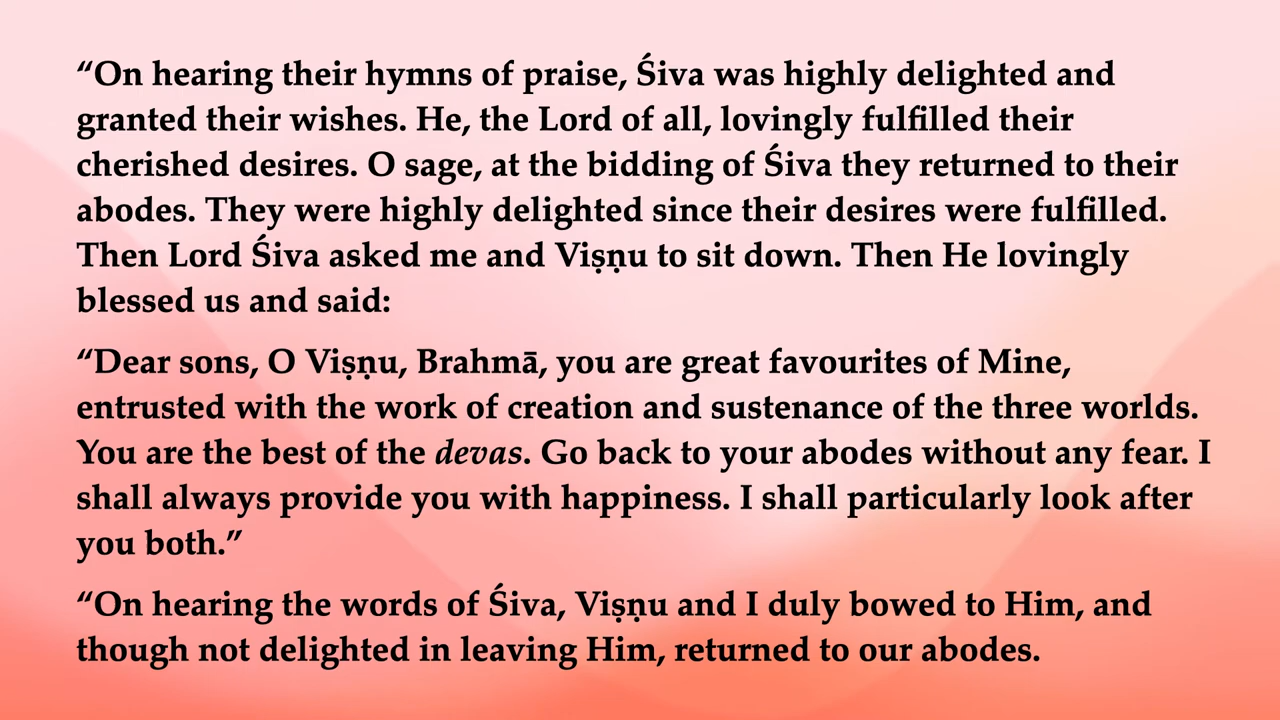 “On hearing their hymns of praise, Śiva was highly delighted and
granted their wishes. He, the Lord of all, lovingly fulfilled their
cherished desires. O sage, at the bidding of Śiva they returned to their
abodes. They were highly delighted since their desires were fulfilled.
Then Lord Śiva asked me and Viṣṇu to sit down. Then He lovingly
blessed us and said:
“Dear sons, O Viṣṇu, Brahmā, you are great favourites of Mine,
entrusted with the work of creation and sustenance of the three worlds.
You are the best of the devas. Go back to your abodes without any fear. I
shall always provide you with happiness. I shall particularly look after
you both.”
“On hearing the words of Śiva, Viṣṇu and I duly bowed to Him, and
though not delighted in leaving Him, returned to our abodes.